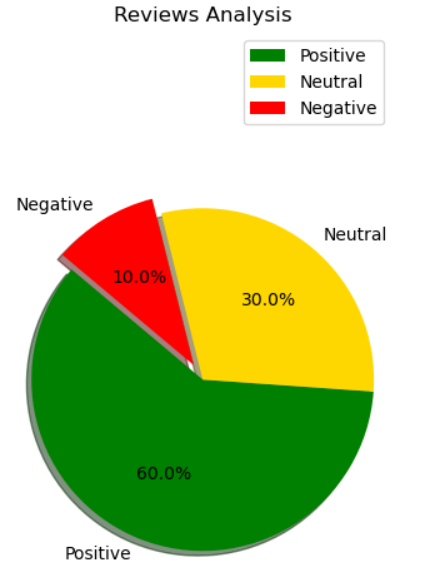 Reviews Analysis
Positive
Neutral
Negative
Negative
Neutral
10.0%
30.0%
60.0%
Positive